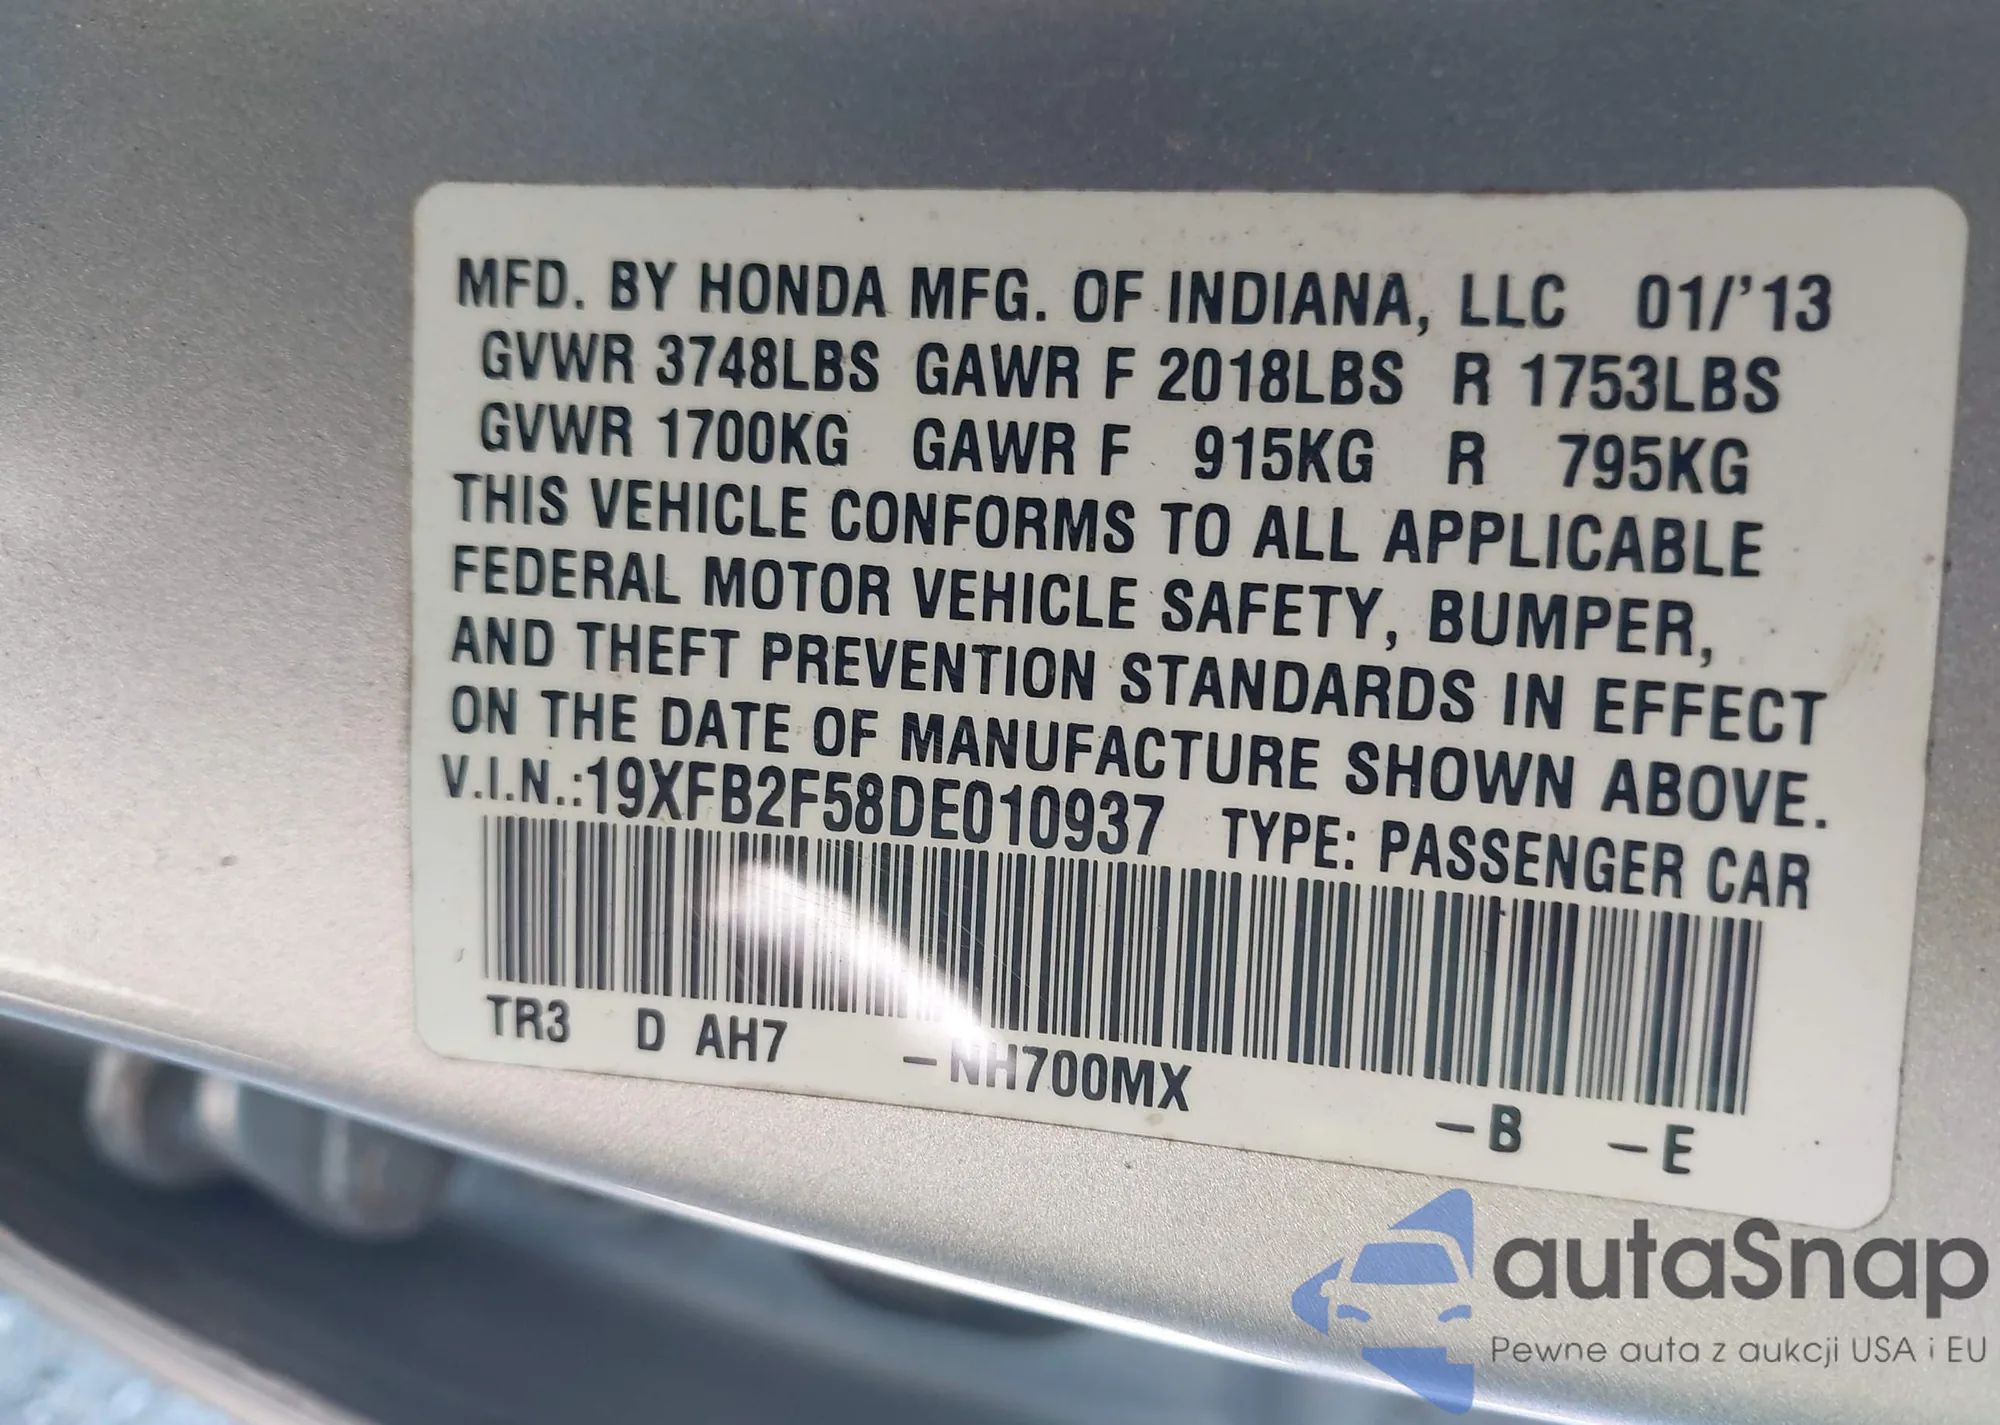 MFD. BY HONDA MFG. OF INDIANA, LLC 01/'13
GVWR 3748LBS GAWR F 2018LBS R 1753LBS
GVWR 1700KG GAWR F 915KG R 795KG
THIS VEHICLE CONFORMS TO ALL APPLICABLE
FEDERAL MOTOR VEHICLE SAFETY, BUMPER,
AND THEFT PREVENTION STANDARDS IN EFFECT
ON THE DATE OF MANUFACTURE SHOWN ABOVE.
V.I.N.:19XFB2F58DE010937 TYPE: PASSENGER CAR
TR3 D AH7 –NH700MX –B –E
autaSnap
Pewne auta z aukcji USA i EU